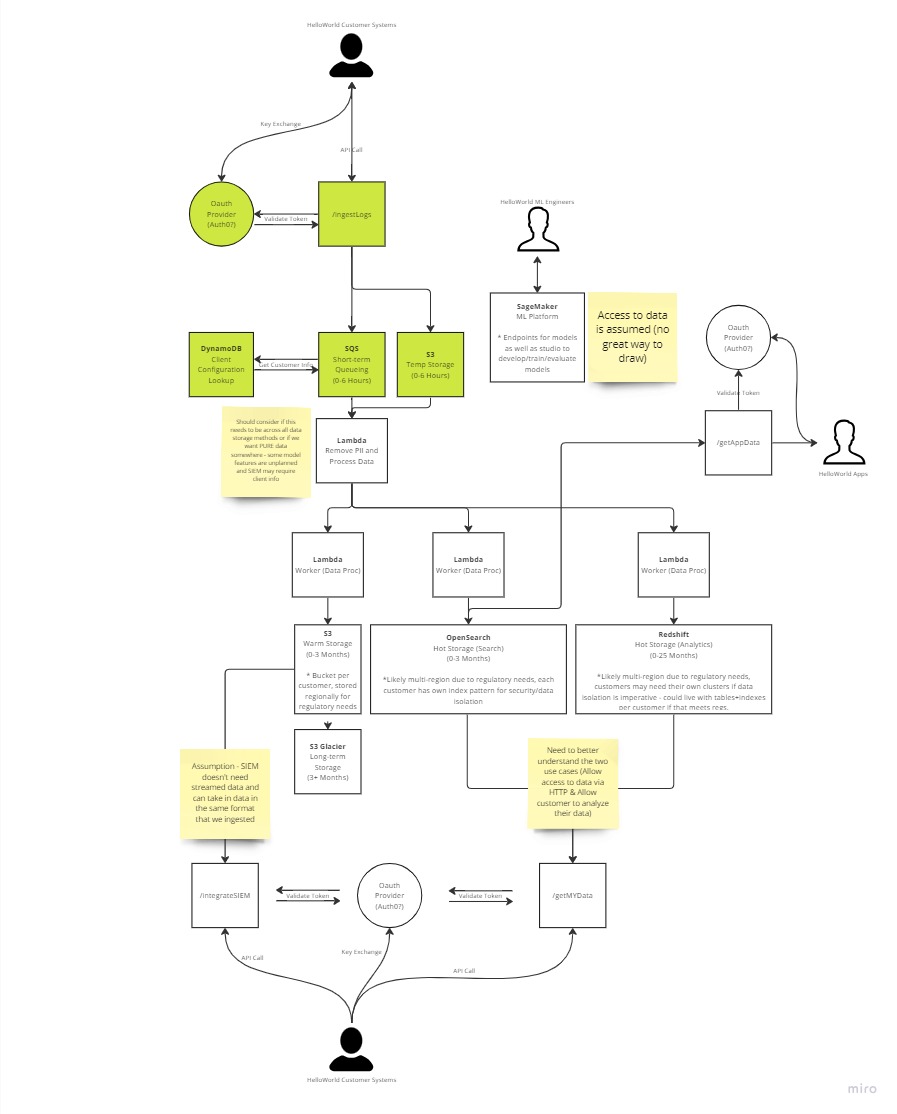 HelloWorld Customer Systems
Key Exchange
API Call
Oauth
Provider
(Auth0?)
Validate Token
/ingestLogs
HelloWorld ML Engineers
SageMaker
ML Platform
* Endpoints for models
as well as studio to
develop/train/evaluate
models
Access to data
is assumed (no
great way to
draw)
Oauth
Provider
(Auth0?)
Validate Token
/getAppData
HelloWorld Apps
DynamoDB
Client
Configuration
Lookup
Get Customer Info
SQS
Short-term
Queueing
(0-6 Hours)
S3
Temp Storage
(0-6 Hours)
Should consider if this
needs to be across all data
storage methods or if we
want PURE data
somewhere - some model
features are unplanned
and SIEM may require
client info
Lambda
Remove PII and
Process Data
Lambda
Worker (Data Proc)
Lambda
Worker (Data Proc)
Lambda
Worker (Data Proc)
S3
Warm Storage
(0-3 Months)
* Bucket per
customer, stored
regionally for
regulatory needs
OpenSearch
Hot Storage (Search)
(0-3 Months)
*Likely multi-region due to regulatory needs, each
customer has own index pattern for security/data
isolation
Redshift
Hot Storage (Analytics)
(0-25 Months)
*Likely multi-region due to regulatory needs,
customers may need their own clusters if data
isolation is imperative - could live with tables+indexes
per customer if that meets regs.
S3 Glacier
Long-term
Storage
(3+ Months)
Assumption - SIEM
doesn't need
streamed data and
can take in data in
the same format
that we ingested
Need to better
understand the two
use cases (Allow
access to data via
HTTP & Allow
customer to analyze
their data)
/integrateSIEM
Validate Token
Oauth
Provider
(Auth0?)
Validate Token
/getMYData
API Call
Key Exchange
API Call
HelloWorld Customer Systems
miro